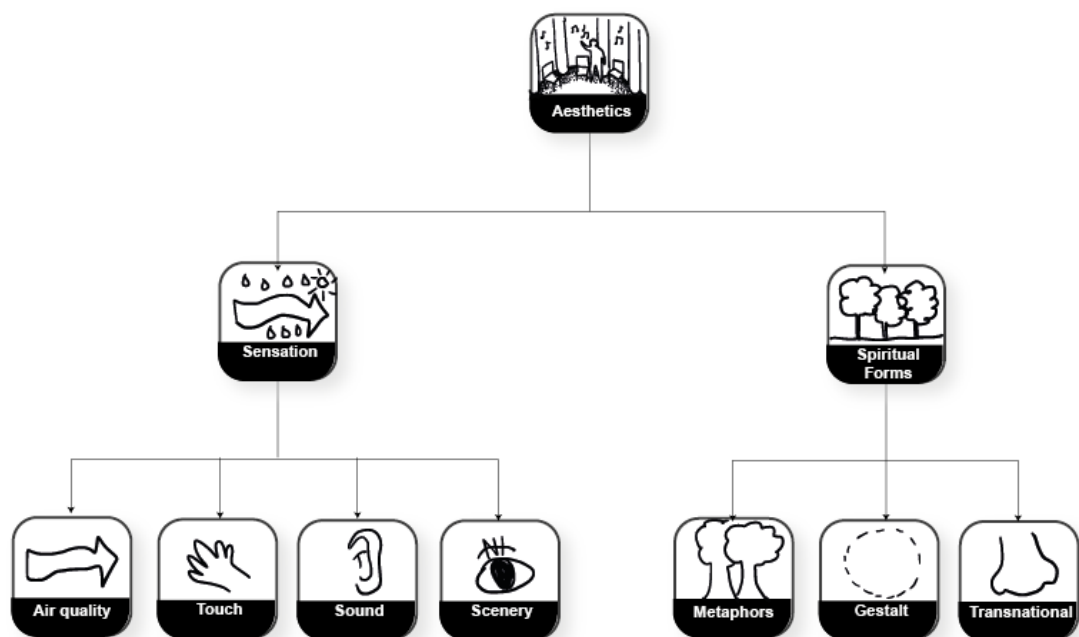 Aesthetics
Sensation
Spiritual
Forms
Air quality
Touch
Sound
Scenery
Metaphors
Gestalt
Transnational